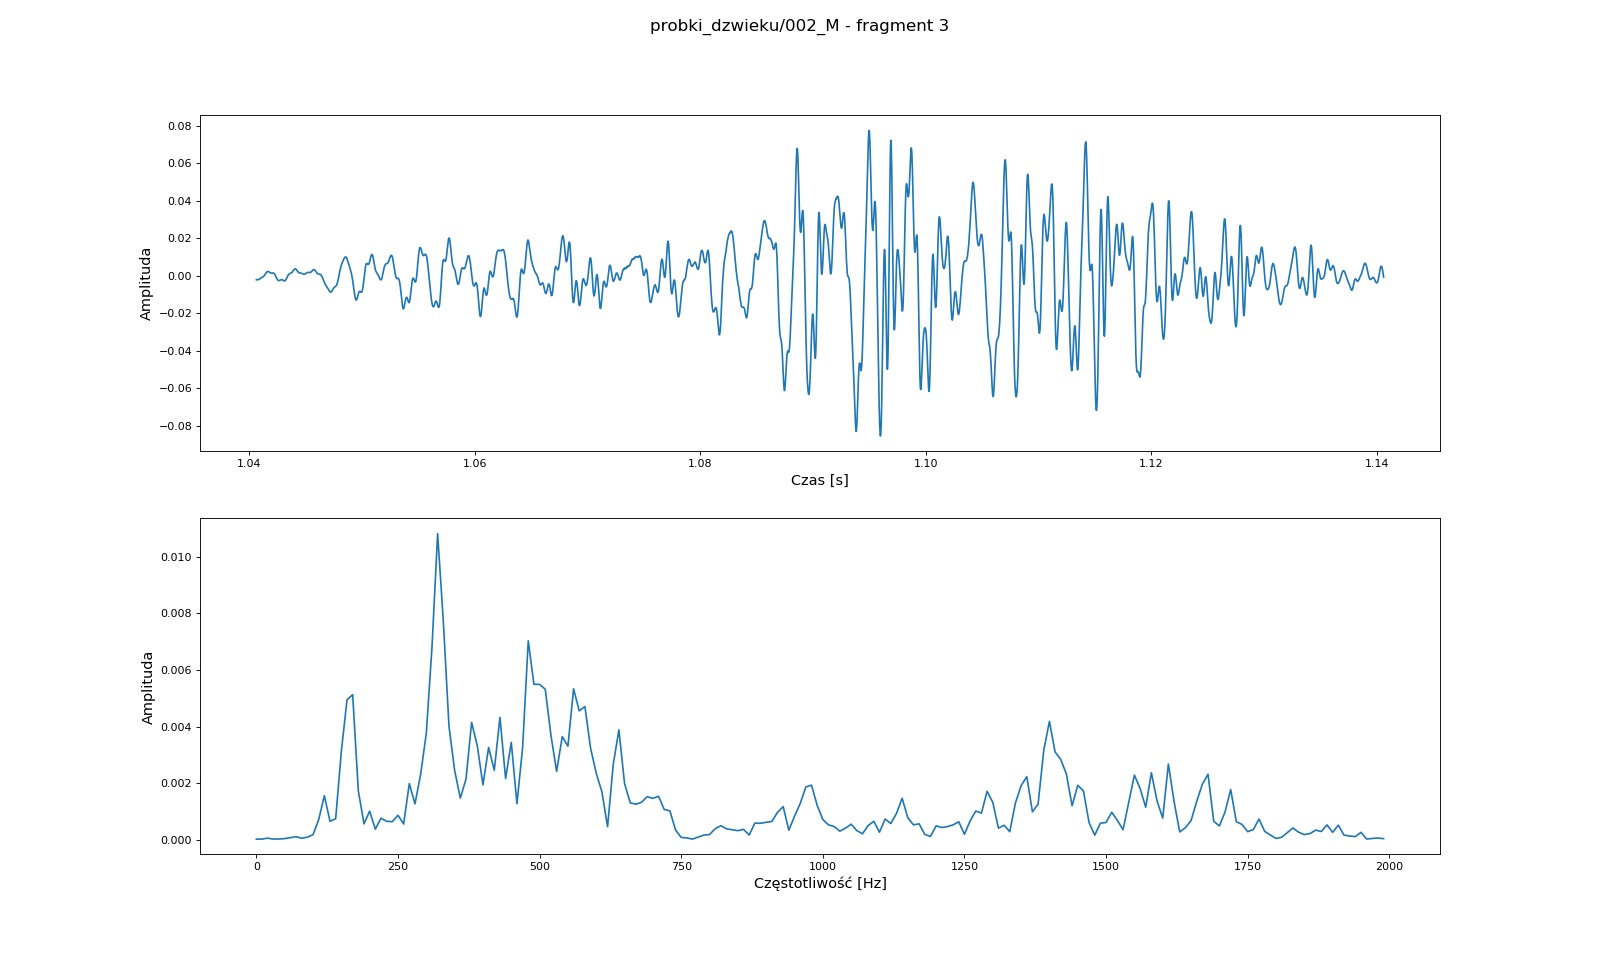 probki_dzwieku/002_M - fragment 3
0.08
0.06
0.04
0.02
0.00
−0.02
−0.04
−0.06
−0.08
Amplituda
1.04 1.06 1.08 1.10 1.12 1.14
Czas [s]
0.010
0.008
0.006
0.004
0.002
0.000
Amplituda
0 250 500 750 1000 1250 1500 1750 2000
Częstotliwość [Hz]